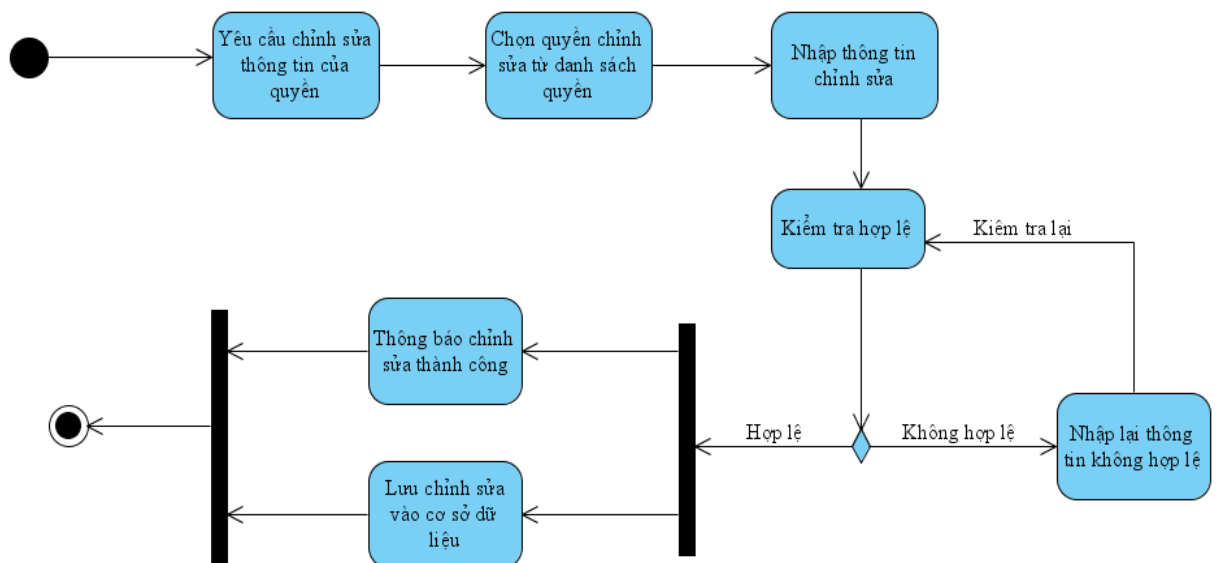 Yêu cầu chỉnh sửa
thông tin của
quyền
Chọn quyền chỉnh
sửa từ danh sách
quyền
Nhập thông tin
chỉnh sửa
Kiểm tra hợp lệ
Kiêm tra lại
Thông báo chỉnh
sửa thành công
Hợp lệ
Không hợp lệ
Nhập lại thông
tin không hợp lệ
Lưu chỉnh sửa
vào cơ sở dữ
liệu